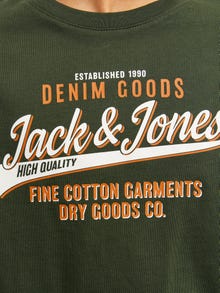 ESTABLISHED 1990
DENIM GOODS
Jack & Jones
HIGH QUALITY
FINE COTTON GARMENTS
DRY GOODS CO.